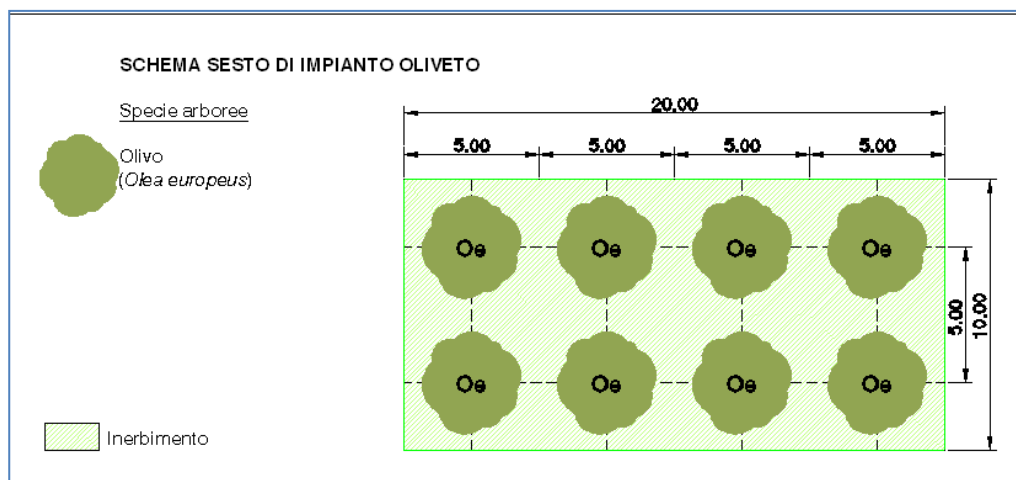 SCHEMA SESTO DI IMPIANTO OLIVETO
Specie arboree
Olivo
(Olea europeus)
20.00
5.00 5.00 5.00 5.00
Oe Oe Oe Oe
5.00
10.00
Oe Oe Oe Oe
Inerbimento